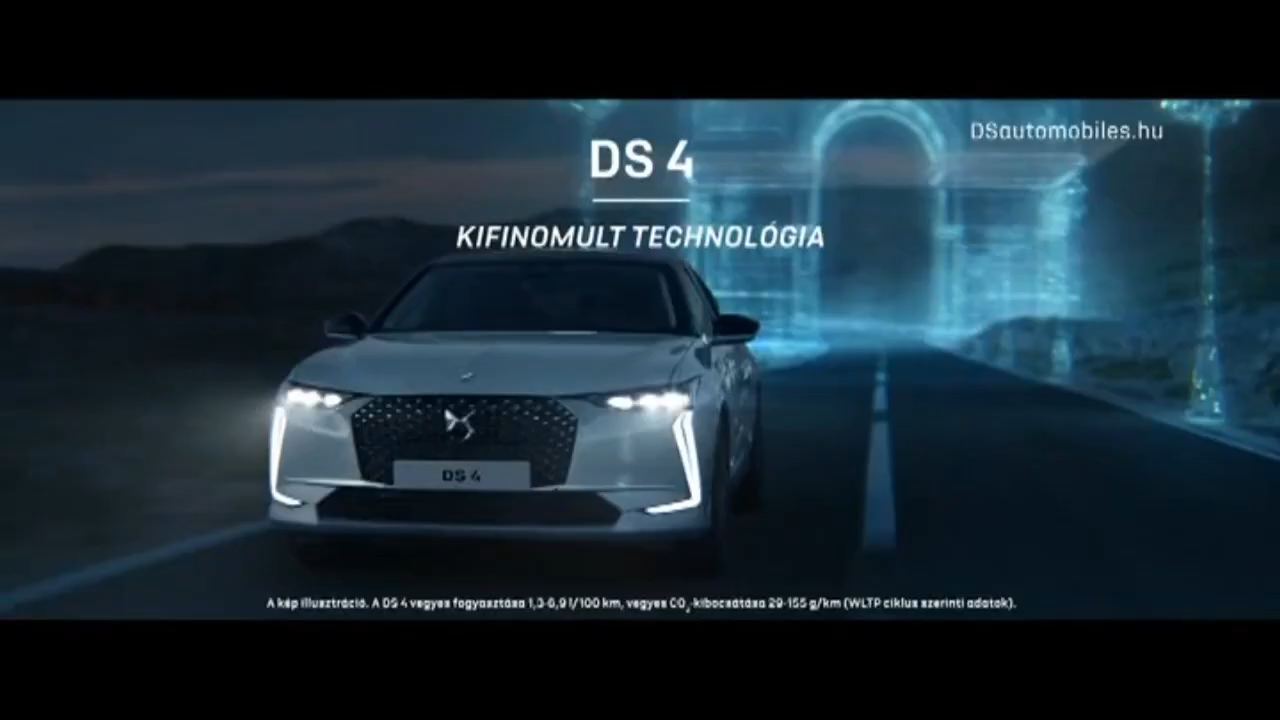 DSautomobiles.hu
DS 4
KIFINOMULT TECHNOLÓGIA
DS 4
A kép illusztráció. A DS 4 vegyes fogyasztása 1,3-6,9 l/100 km, vegyes CO₂-kibocsátása 29-155 g/km (WLTP ciklus szerinti adatok).